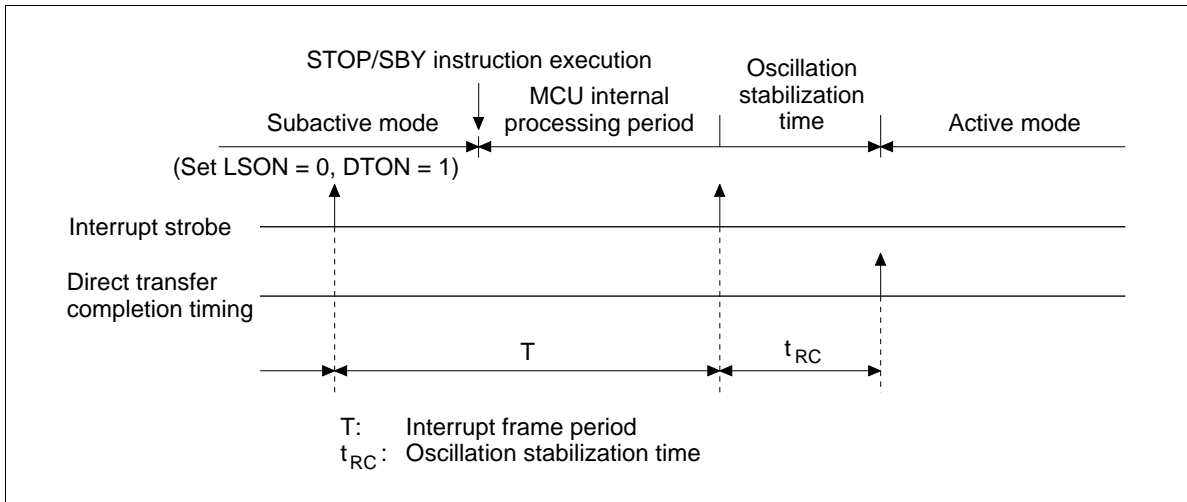 STOP/SBY instruction execution
Oscillation
stabilization
time
MCU internal
processing period
Subactive mode
Active mode
(Set LSON = 0, DTON = 1)
Interrupt strobe
Direct transfer
completion timing
T
tRC
T: Interrupt frame period
tRC: Oscillation stabilization time